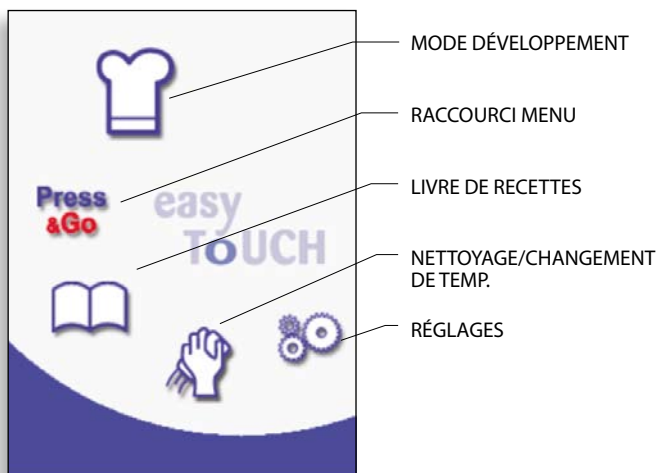 MODE DÉVELOPPEMENT
RACCOURCI MENU
Press
&Go
easy
ToUCH
LIVRE DE RECETTES
NETTOYAGE/CHANGEMENT
DE TEMP.
RÉGLAGES